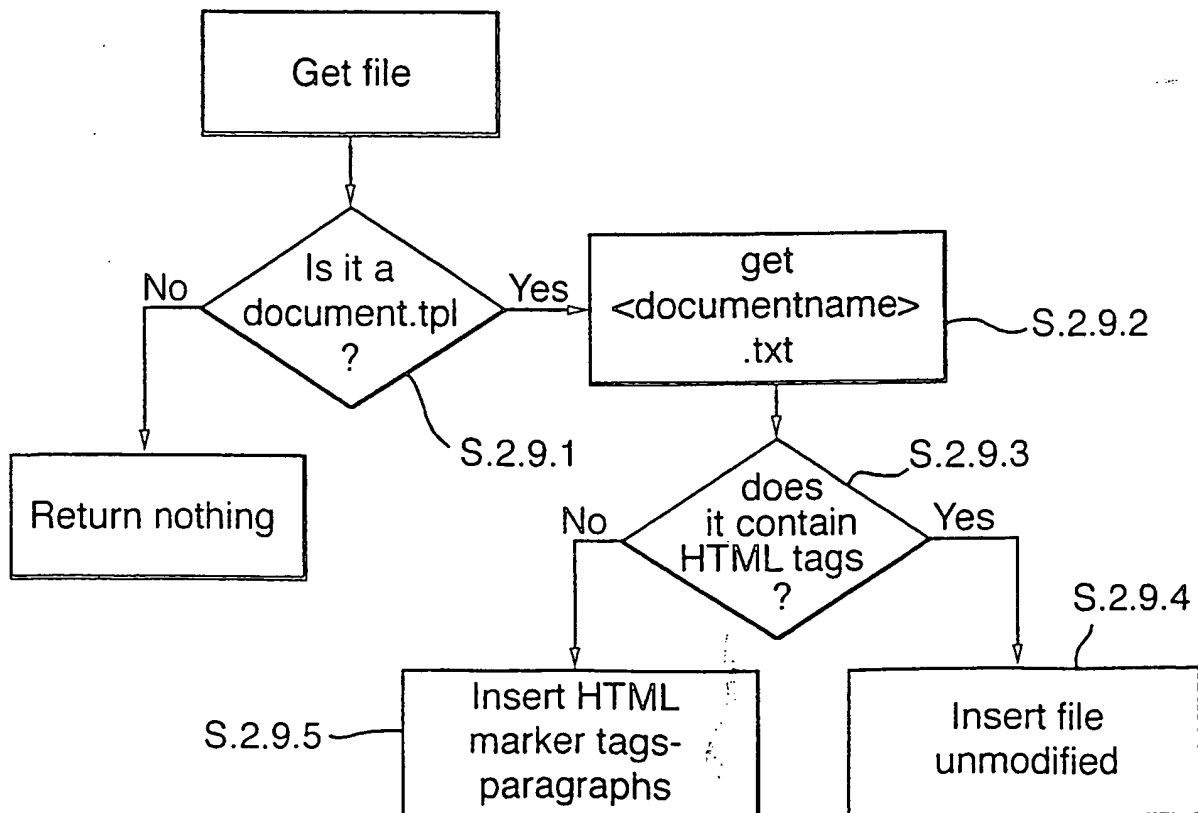 Get file
Is it a
document.tpl
?
No
Yes
get
<documentname>
.txt
S.2.9.2
S.2.9.1
Return nothing
S.2.9.3
does
it contain
HTML tags
?
No
Yes
S.2.9.4
S.2.9.5
Insert HTML
marker tags-
paragraphs
Insert file
unmodified